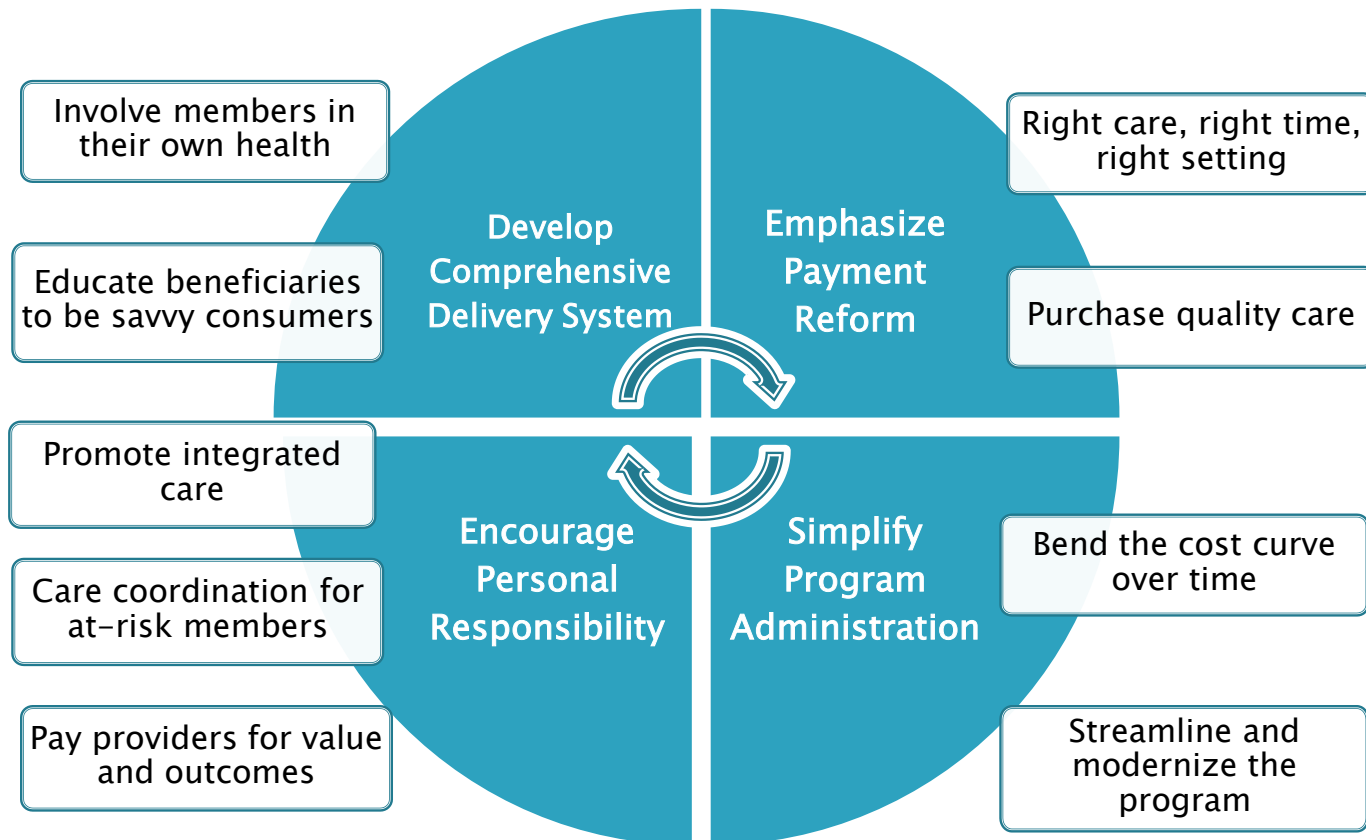 Involve members in
their own health
Educate beneficiaries
to be savvy consumers
Promote integrated
care
Care coordination for
at-risk members
Pay providers for value
and outcomes
Develop
Comprehensive
Delivery System
Emphasize
Payment
Reform
Encourage
Personal
Responsibility
Simplify
Program
Administration
Right care, right time,
right setting
Purchase quality care
Bend the cost curve
over time
Streamline and
modernize the
program